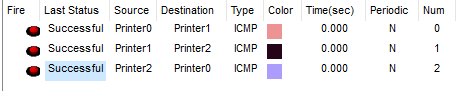 Fire Last Status Source Destination Type Color Time(sec) Periodic Num
Successful Printer0 Printer1 ICMP 0.000 N 0
Successful Printer1 Printer2 ICMP 0.000 N 1
Successful Printer2 Printer0 ICMP 0.000 N 2